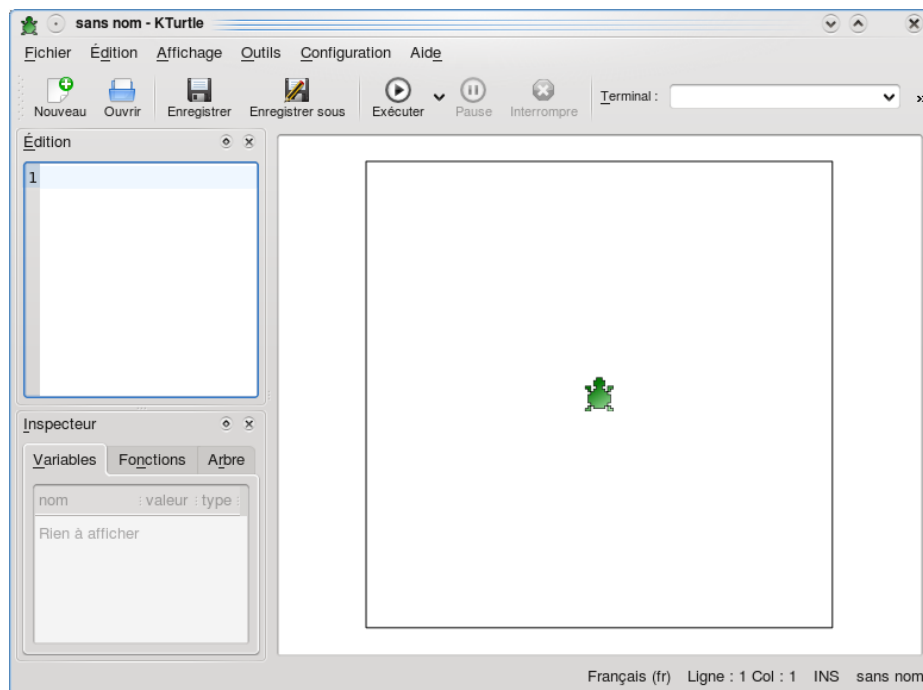 sans nom - KTurtle
Fichier Édition Affichage Outils Configuration Aide
Nouveau Ouvrir Enregistrer Enregistrer sous Exécuter Pause Interrompre Terminal : »
Édition
1
Inspecteur
Variables Fonctions Arbre
nom valeur type
Rien à afficher
Français (fr) Ligne : 1 Col : 1 INS sans nom